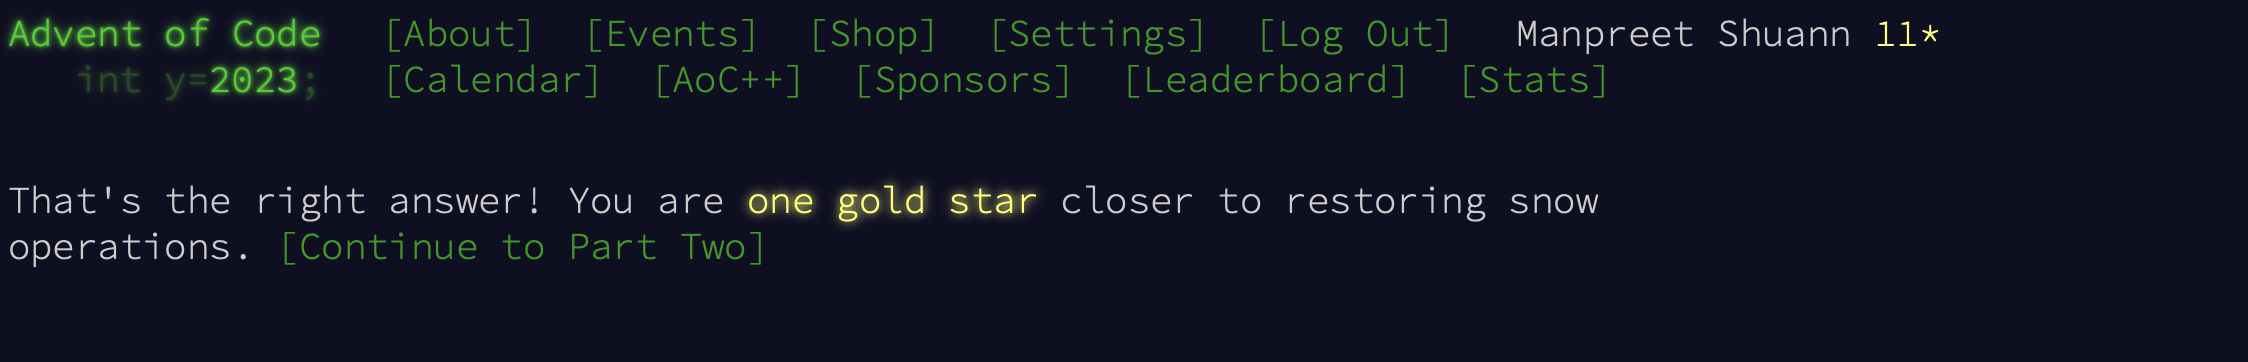 Advent of Code [About] [Events] [Shop] [Settings] [Log Out] Manpreet Shuann 11*
int y=2023; [Calendar] [AoC++] [Sponsors] [Leaderboard] [Stats]
That's the right answer! You are one gold star closer to restoring snow
operations. [Continue to Part Two]